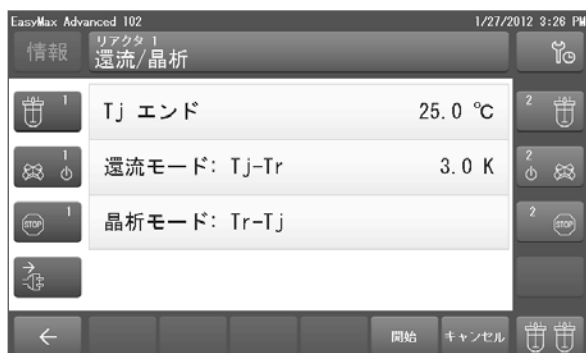 EasyMax Advanced 102 1/27/2012 3:26 PM
情報
リアクタ 1
還流/晶析
1
Tj エンド 25.0 ℃
2
1
還流モード: Tj-Tr 3.0 K
2
STOP 1
晶析モード: Tr-Tj
2 STOP
開始 キャンセル